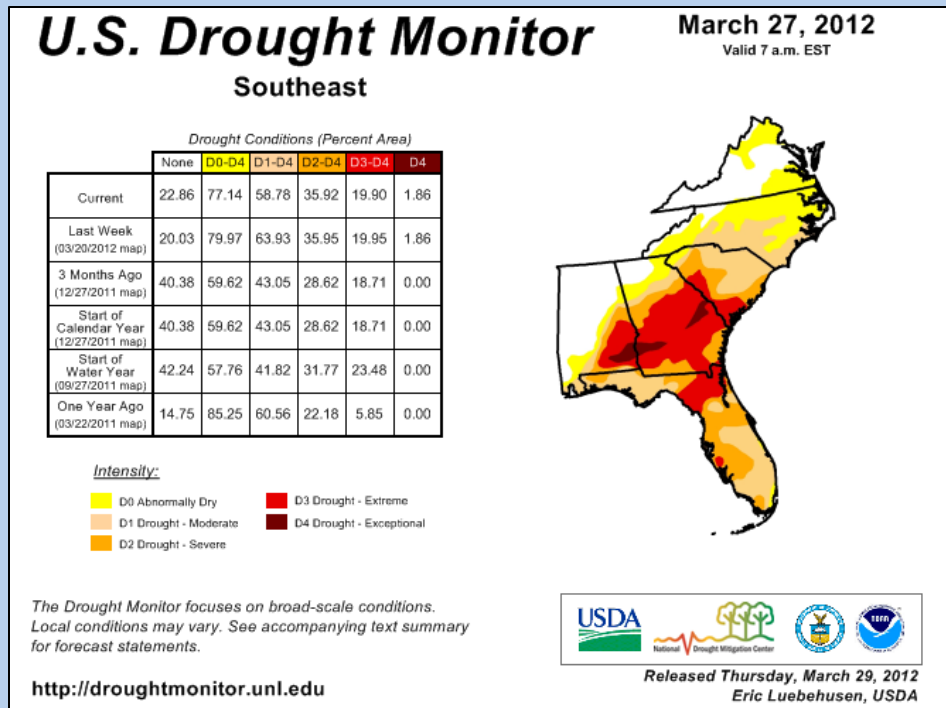 U.S. Drought Monitor
Southeast
March 27, 2012
Valid 7 a.m. EST
Drought Conditions (Percent Area)
None D0-D4 D1-D4 D2-D4 D3-D4 D4
Current 22.86 77.14 58.78 35.92 19.90 1.86
Last Week
(03/20/2012 map) 20.03 79.97 63.93 35.95 19.95 1.86
3 Months Ago
(12/27/2011 map) 40.38 59.62 43.05 28.62 18.71 0.00
Start of
Calendar Year
(12/27/2011 map) 40.38 59.62 43.05 28.62 18.71 0.00
Start of
Water Year
(09/27/2011 map) 42.24 57.76 41.82 31.77 23.48 0.00
One Year Ago
(03/22/2011 map) 14.75 85.25 60.56 22.18 5.85 0.00
Intensity:
D0 Abnormally Dry
D1 Drought - Moderate
D2 Drought - Severe
D3 Drought - Extreme
D4 Drought - Exceptional
The Drought Monitor focuses on broad-scale conditions.
Local conditions may vary. See accompanying text summary
for forecast statements.
http://droughtmonitor.unl.edu
USDA
National Drought Mitigation Center
NOAA
Released Thursday, March 29, 2012
Eric Luebehusen, USDA